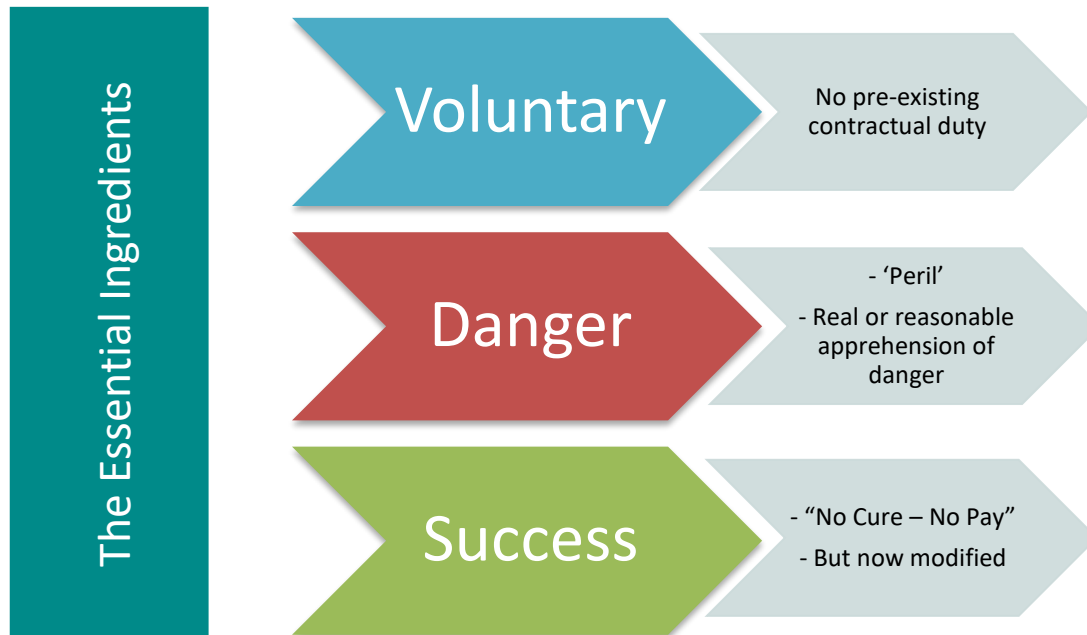 The Essential Ingredients
Voluntary
No pre-existing
contractual duty
Danger
- ‘Peril’
- Real or reasonable
apprehension of
danger
Success
- “No Cure – No Pay”
- But now modified